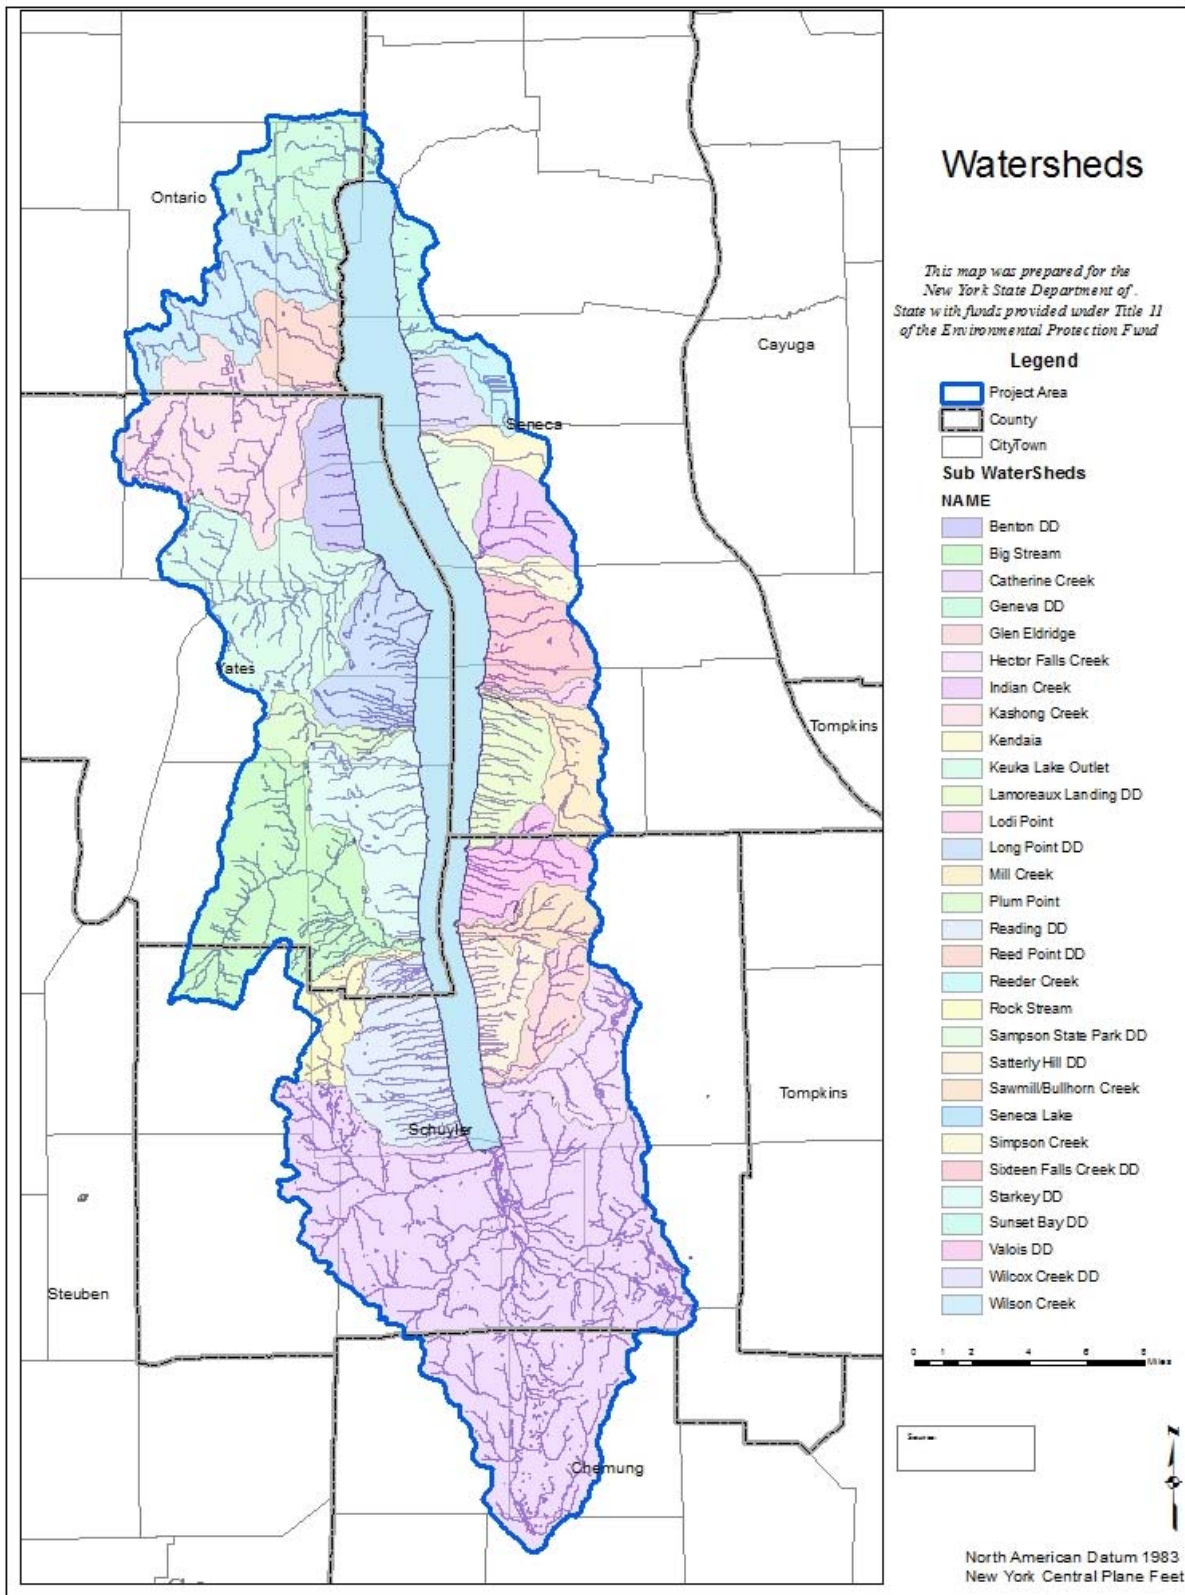 Watersheds
This map was prepared for the
New York State Department of .
State with funds provided under Title 11
of the Environmental Protection Fund
Legend
Project Area
County
CityTown
Sub WaterSheds
NAME
Benton DD
Big Stream
Catherine Creek
Geneva DD
Glen Eldridge
Hector Falls Creek
Indian Creek
Kashong Creek
Kendaia
Keuka Lake Outlet
Lamoreaux Landing DD
Lodi Point
Long Point DD
Mill Creek
Plum Point
Reading DD
Reed Point DD
Reeder Creek
Rock Stream
Sampson State Park DD
Satterly Hill DD
Sawmill/Bullhorn Creek
Seneca Lake
Simpson Creek
Sixteen Falls Creek DD
Starkey DD
Sunset Bay DD
Valois DD
Wilcox Creek DD
Wilson Creek
0 1 2 4 6 8
Miles
Source:
N
North American Datum 1983
New York Central Plane Feet
Ontario
Cayuga
Seneca
Yates
Tompkins
Tompkins
Schuyler
Steuben
Chemung